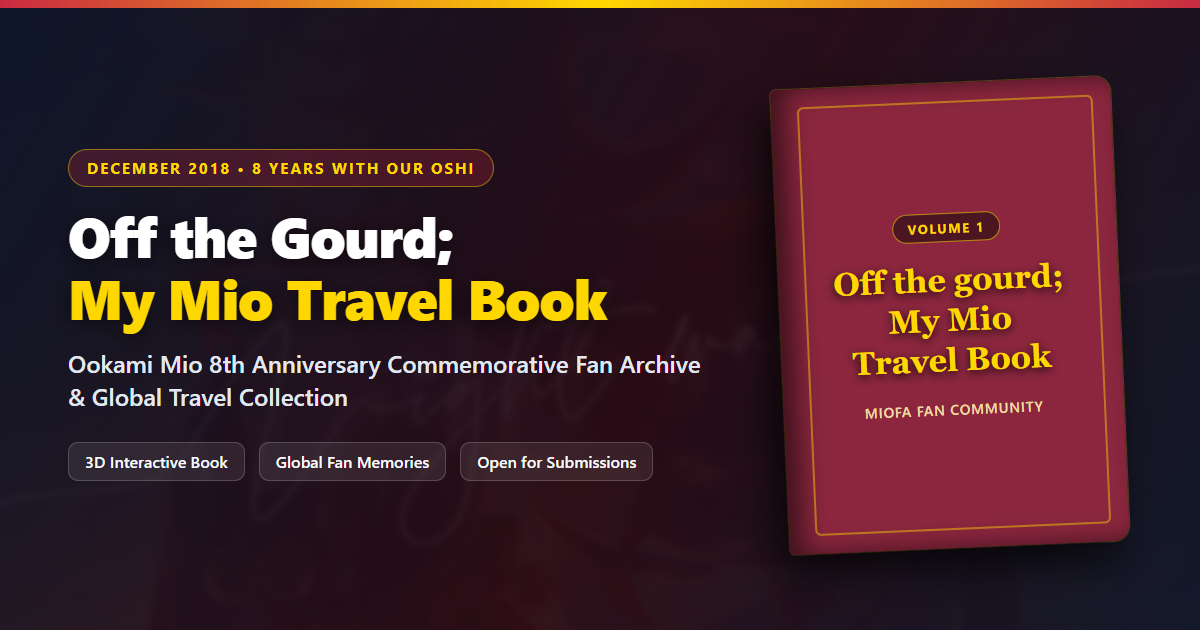 DECEMBER 2018 • 8 YEARS WITH OUR OSHI
Off the Gourd;
My Mio Travel Book
Ookami Mio 8th Anniversary Commemorative Fan Archive
& Global Travel Collection
3D Interactive Book
Global Fan Memories
Open for Submissions
VOLUME 1
Off the gourd;
My Mio
Travel Book
MIOFA FAN COMMUNITY